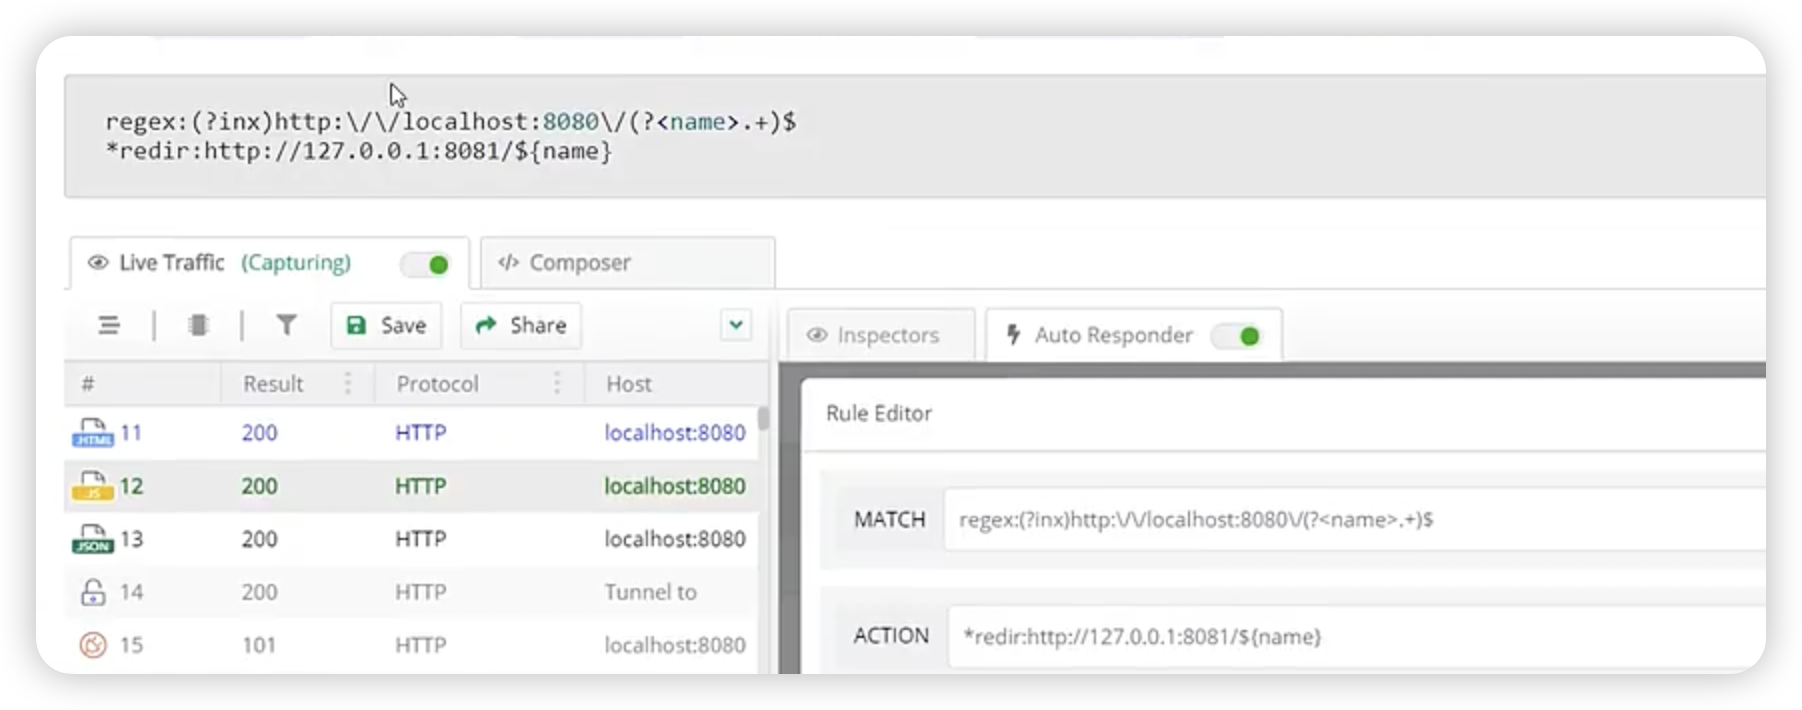 regex:(?inx)http:\/\/localhost:8080\/(?<name>.+)$
*redir:http://127.0.0.1:8081/${name}
Live Traffic (Capturing)
</> Composer
Save
Share
Inspectors
Auto Responder
# Result Protocol Host
HTML 11 200 HTTP localhost:8080
JS 12 200 HTTP localhost:8080
JSON 13 200 HTTP localhost:8080
14 200 HTTP Tunnel to
15 101 HTTP localhost:8080
Rule Editor
MATCH regex:(?inx)http:\/\/localhost:8080\/(?<name>.+)$
ACTION *redir:http://127.0.0.1:8081/${name}